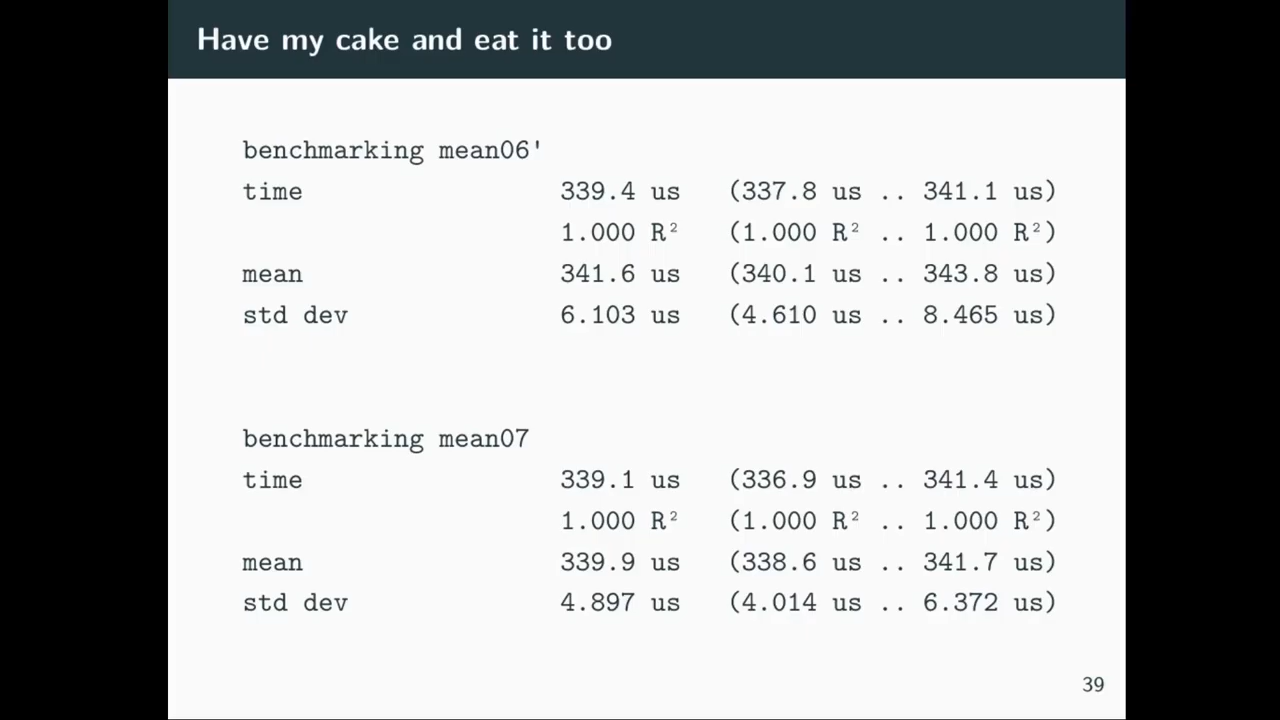 Have my cake and eat it too
benchmarking mean06'
time 339.4 us (337.8 us .. 341.1 us)
1.000 R² (1.000 R² .. 1.000 R²)
mean 341.6 us (340.1 us .. 343.8 us)
std dev 6.103 us (4.610 us .. 8.465 us)
benchmarking mean07
time 339.1 us (336.9 us .. 341.4 us)
1.000 R² (1.000 R² .. 1.000 R²)
mean 339.9 us (338.6 us .. 341.7 us)
std dev 4.897 us (4.014 us .. 6.372 us)
39